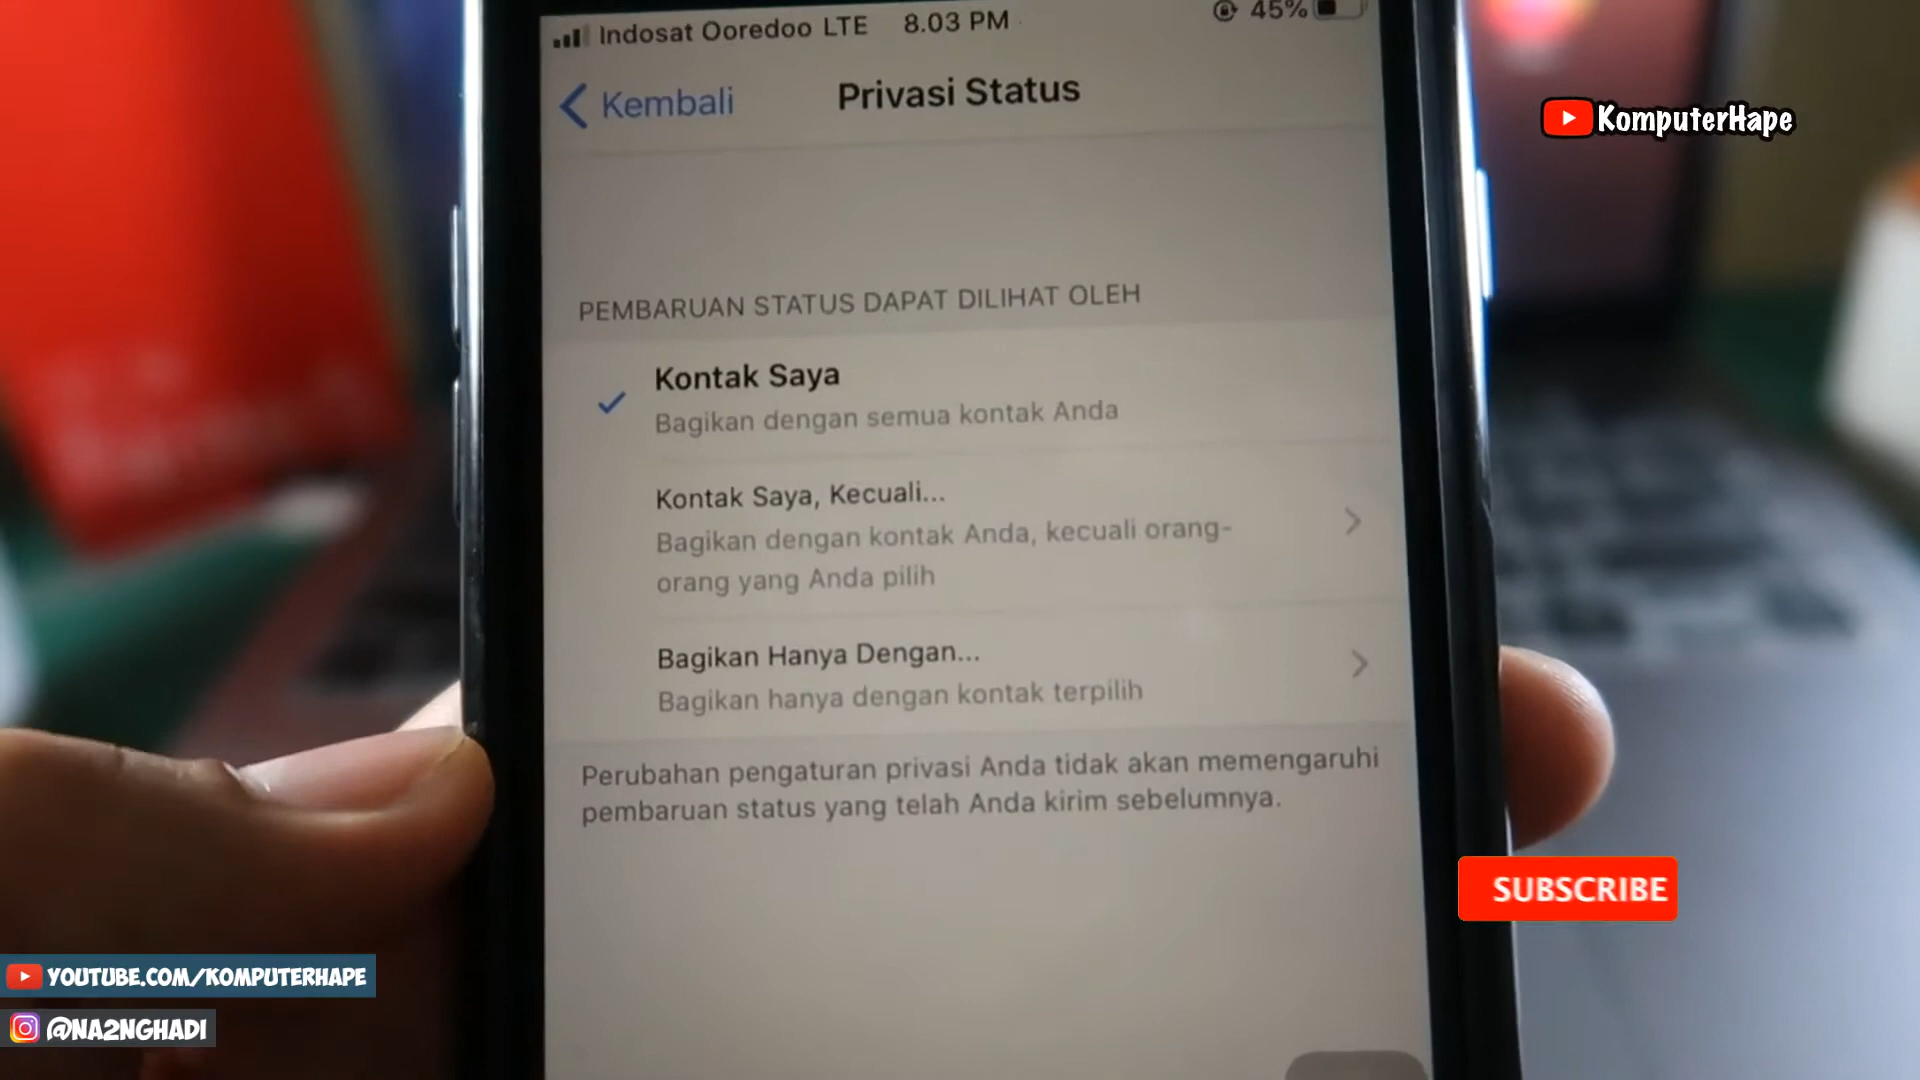 Indosat Ooredoo LTE 8.03 PM 45%
Kembali
Privasi Status
KomputerHape
PEMBARUAN STATUS DAPAT DILIHAT OLEH
Kontak Saya
Bagikan dengan semua kontak Anda
Kontak Saya, Kecuali...
Bagikan dengan kontak Anda, kecuali orang-
orang yang Anda pilih
Bagikan Hanya Dengan...
Bagikan hanya dengan kontak terpilih
Perubahan pengaturan privasi Anda tidak akan memengaruhi
pembaruan status yang telah Anda kirim sebelumnya.
SUBSCRIBE
YOUTUBE.COM/KOMPUTERHAPE
@NA2NGHADI